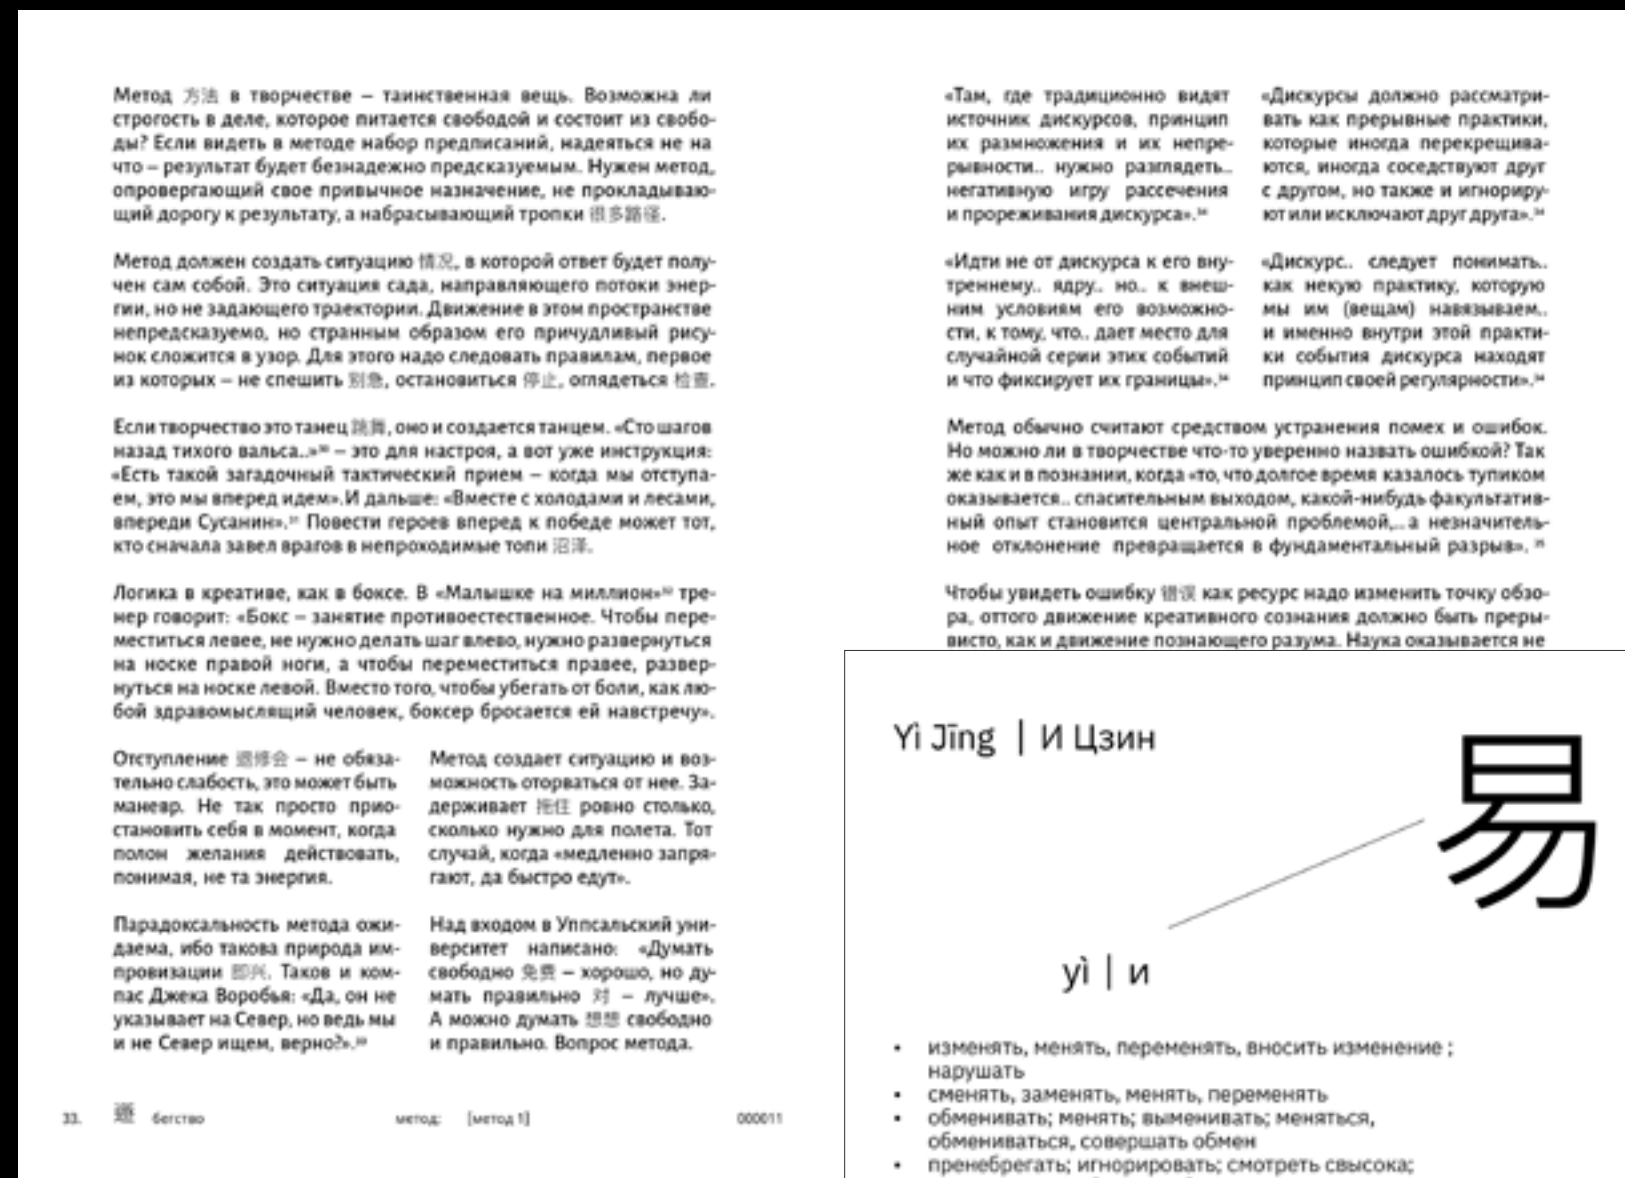 Метод 方法 в творчестве – таинственная вещь. Возможна ли
строгость в деле, которое питается свободой и состоит из свобо-
ды? Если видеть в методе набор предписаний, надеяться не на
что – результат будет безнадежно предсказуемым. Нужен метод,
опровергающий свое привычное назначение, не прокладываю-
щий дорогу к результату, а набрасывающий тропки 很多路径.
Метод должен создать ситуацию 情况, в которой ответ будет полу-
чен сам собой. Это ситуация сада, направляющего потоки энер-
гии, но не задающего траектории. Движение в этом пространстве
непредсказуемо, но странным образом его причудливый рису-
нок сложится в узор. Для этого надо следовать правилам, первое
из которых – не спешить 别急, остановиться 停止, оглядеться 检查.
Если творчество это танец 跳舞, оно и создается танцем. «Сто шагов
назад тихого вальса..»³⁰ – это для настроя, а вот уже инструкция:
«Есть такой загадочный тактический прием – когда мы отступа-
ем, это мы вперед идем».И дальше: «Вместе с холодами и лесами,
впереди Сусанин».³¹ Повести героев вперед к победе может тот,
кто сначала завел врагов в непроходимые топи 沼泽.
Логика в креативе, как в боксе. В «Малышке на миллион»³² тре-
нер говорит: «Бокс – занятие противоестественное. Чтобы пере-
меститься левее, не нужно делать шаг влево, нужно развернуться
на носке правой ноги, а чтобы переместиться правее, развер-
нуться на носке левой. Вместо того, чтобы убегать от боли, как лю-
бой здравомыслящий человек, боксер бросается ей навстречу».
Отступление 退修会 – не обяза-
тельно слабость, это может быть
маневр. Не так просто прио-
становить себя в момент, когда
полон желания действовать,
понимая, не та энергия.
Парадоксальность метода ожи-
даема, ибо такова природа им-
провизации 即兴. Таков и ком-
пас Джека Воробья: «Да, он не
указывает на Север, но ведь мы
и не Север ищем, верно?».³³
Метод создает ситуацию и воз-
можность оторваться от нее. За-
держивает 拖住 ровно столько,
сколько нужно для полета. Тот
случай, когда «медленно запря-
гают, да быстро едут».
Над входом в Уппсальский уни-
верситет написано: «Думать
свободно 免费 – хорошо, но ду-
мать правильно 对 – лучше».
А можно думать 想想 свободно
и правильно. Вопрос метода.
33. 遯 бегство метод: [метод 1] 000011
«Там, где традиционно видят
источник дискурсов, принцип
их размножения и их непре-
рывности.. нужно разглядеть..
негативную игру рассечения
и прореживания дискурса».³⁴
«Дискурсы должно рассматри-
вать как прерывные практики,
которые иногда перекрещива-
ются, иногда соседствуют друг
с другом, но также и игнориру-
ют или исключают друг друга».³⁴
«Идти не от дискурса к его вну-
треннему.. ядру.. но.. к внеш-
ним условиям его возможно-
сти, к тому, что.. дает место для
случайной серии этих событий
и что фиксирует их границы».³⁴
«Дискурс.. следует понимать..
как некую практику, которую
мы им (вещам) навязываем..
и именно внутри этой практи-
ки события дискурса находят
принцип своей регулярности».³⁴
Метод обычно считают средством устранения помех и ошибок.
Но можно ли в творчестве что-то уверенно назвать ошибкой? Так
же как и в познании, когда «то, что долгое время казалось тупиком
оказывается.. спасительным выходом, какой-нибудь факультатив-
ный опыт становится центральной проблемой,.. а незначитель-
ное отклонение превращается в фундаментальный разрыв». ³⁵
Чтобы увидеть ошибку 错误 как ресурс надо изменить точку обзо-
ра, оттого движение креативного сознания должно быть преры-
висто, как и движение познающего разума. Наука оказывается не
Yì Jīng | И Цзин
易
yì | и
• изменять, менять, переменять, вносить изменение ;
нарушать
• сменять, заменять, менять, переменять
• обменивать; менять; выменивать; меняться,
обмениваться, совершать обмен
• пренебрегать; игнорировать; смотреть свысока;